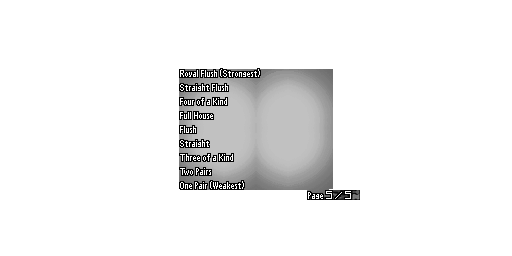 Royal Flush (Strongest)
Straight Flush
Four of a Kind
Full House
Flush
Straight
Three of a Kind
Two Pairs
One Pair (Weakest)
Page 5/5